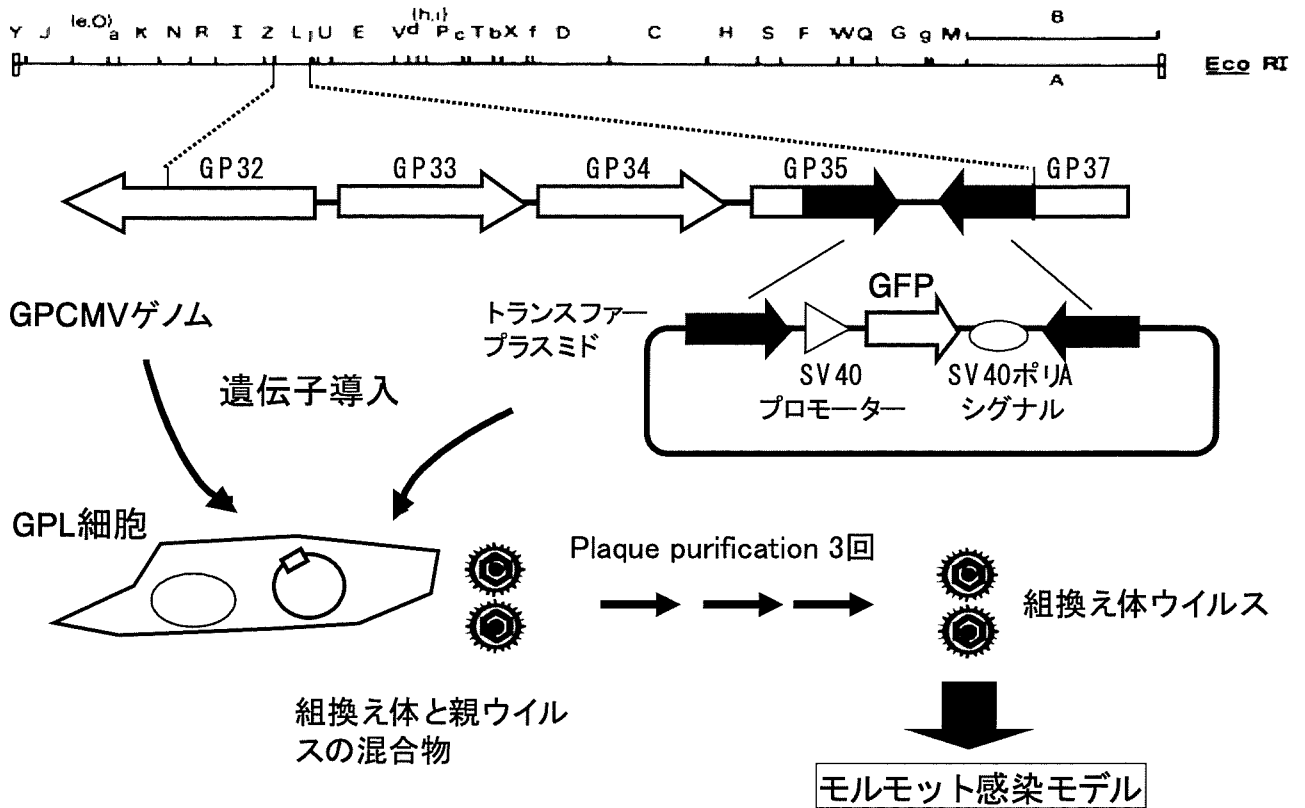 B
Y J {e,O} a K N R I Z L j U E V d {h,i} P c T b X f D C H S F W Q G g M
A
Eco RI
GP32 GP33 GP34 GP35 GP37
GFP
GPCMVゲノム
トランスファー
プラスミド
遺伝子導入
SV40
プロモーター
SV40ポリA
シグナル
GPL細胞
Plaque purification 3回
組換え体ウイルス
組換え体と親ウイル
スの混合物
モルモット感染モデル